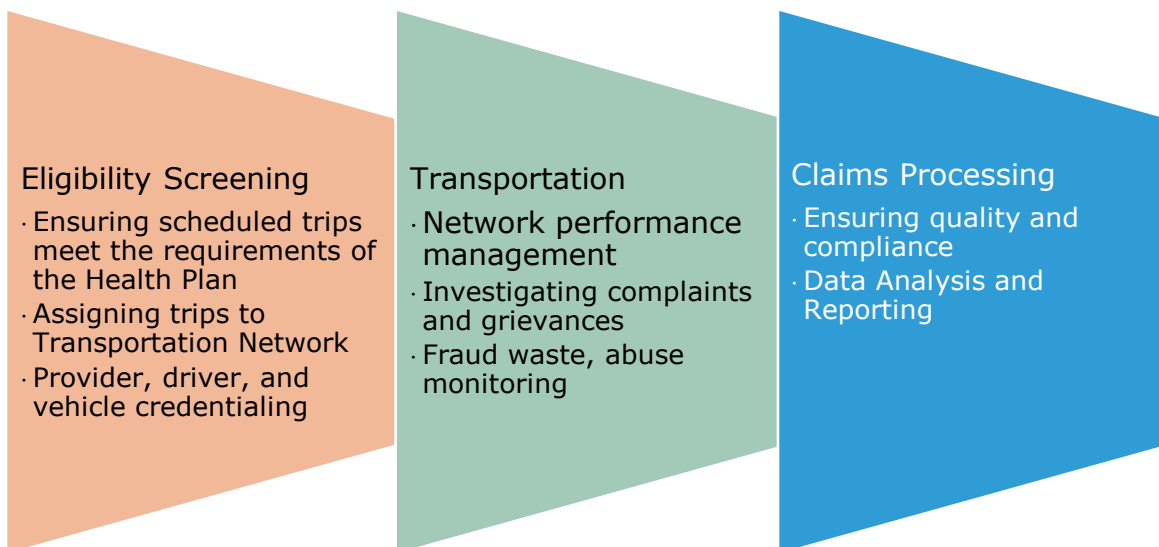 Eligibility Screening
· Ensuring scheduled trips
meet the requirements of
the Health Plan
· Assigning trips to
Transportation Network
· Provider, driver, and
vehicle credentialing
Transportation
· Network performance
management
· Investigating complaints
and grievances
· Fraud waste, abuse
monitoring
Claims Processing
· Ensuring quality and
compliance
· Data Analysis and
Reporting